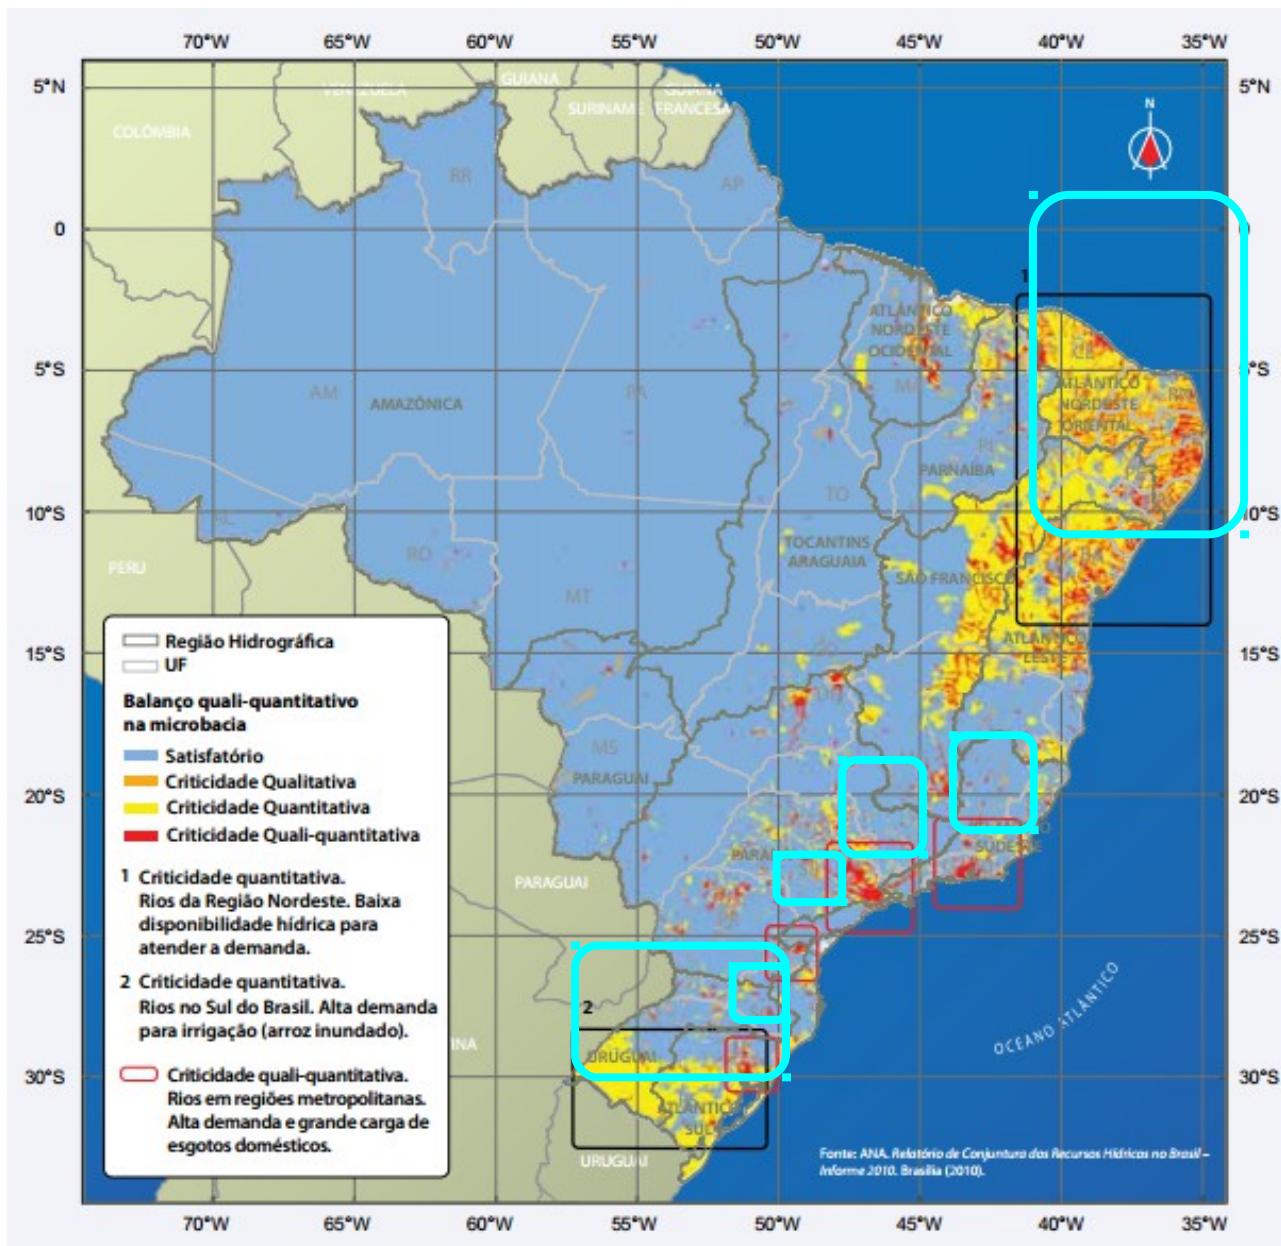 70°W 65°W 60°W 55°W 50°W 45°W 40°W 35°W
5°N 5°N
VENEZUELA
GUIANA
SURINAME
GUIANA
FRANCESA
COLÔMBIA
N
RR
AP
0
1
ATLÂNTICO
NORDESTE
OCIDENTAL
CE
5°S 5°S
AM
AMAZÔNICA
PA
MA
ATLÂNTICO
NORDESTE
ORIENTAL
RN
PI
PARNAÍBA
TO
10°S 10°S
RO
PERU
TOCANTINS
ARAGUAIA
SÃO FRANCISCO
BA
MT
ATLÂNTICO
LESTE
15°S 15°S
MS
PARAGUAI
20°S 20°S
SUDESTE
PARAGUAI
25°S 25°S
2
URUGUAI
30°S 30°S
ATLÂNTICO
SUL
URUGUAI
OCEANO ATLÂNTICO
Região Hidrográfica
UF
Balanço quali-quantitativo
na microbacia
Satisfatório
Criticidade Qualitativa
Criticidade Quantitativa
Criticidade Quali-quantitativa
1 Criticidade quantitativa.
Rios da Região Nordeste. Baixa
disponibilidade hídrica para
atender a demanda.
2 Criticidade quantitativa.
Rios no Sul do Brasil. Alta demanda
para irrigação (arroz inundado).
Criticidade quali-quantitativa.
Rios em regiões metropolitanas.
Alta demanda e grande carga de
esgotos domésticos.
Fonte: ANA. Relatório de Conjuntura dos Recursos Hídricos no Brasil –
Informe 2010. Brasília (2010).
70°W 65°W 60°W 55°W 50°W 45°W 40°W 35°W